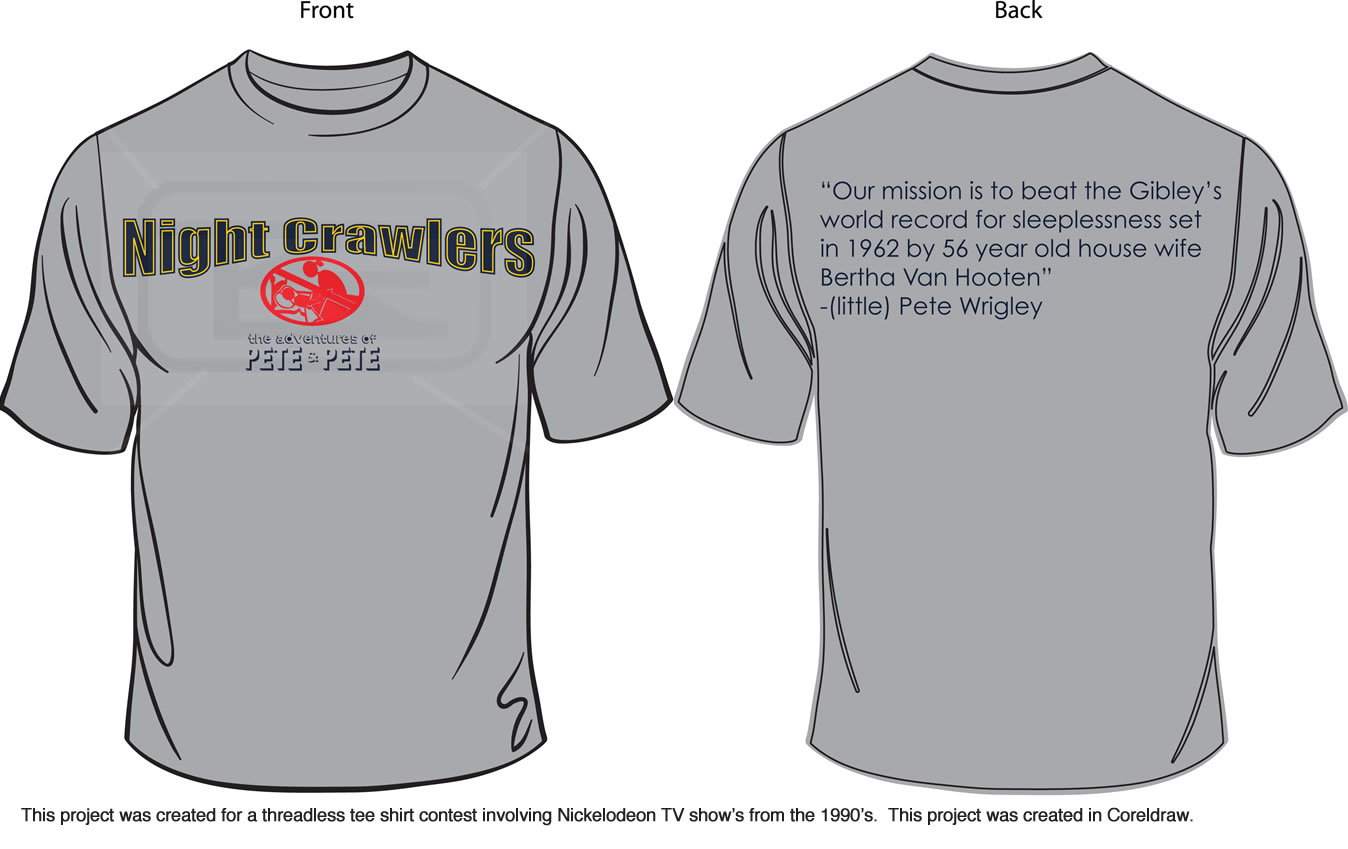 Front
Back
Night Crawlers
the adventures of
PETE & PETE
“Our mission is to beat the Gibley’s
world record for sleeplessness set
in 1962 by 56 year old house wife
Bertha Van Hooten”
-(little) Pete Wrigley
This project was created for a threadless tee shirt contest involving Nickelodeon TV show’s from the 1990’s.  This project was created in Coreldraw.